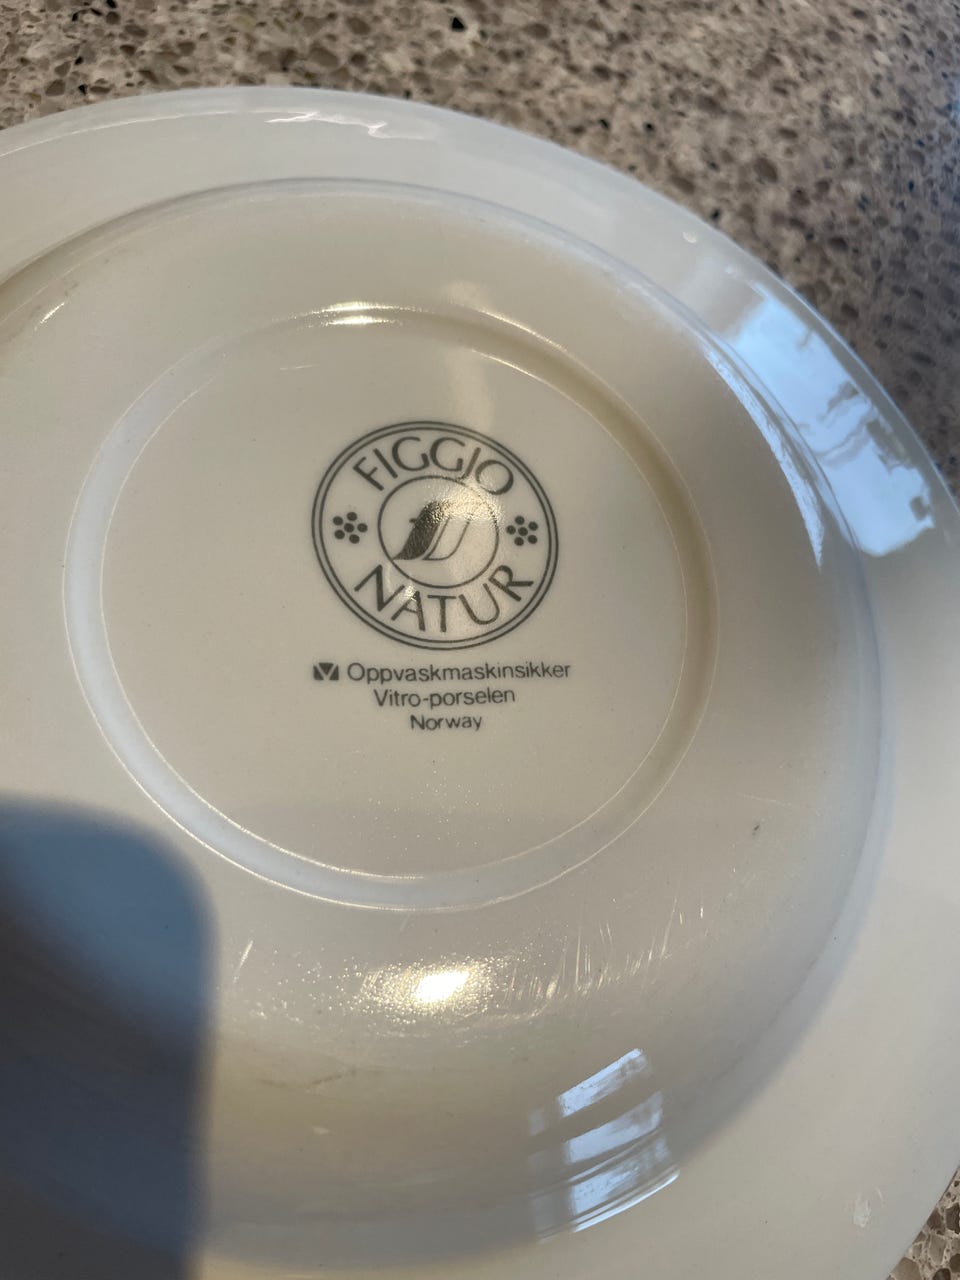 FIGGJO
NATUR
Oppvaskmaskinsikker
Vitro-porselen
Norway